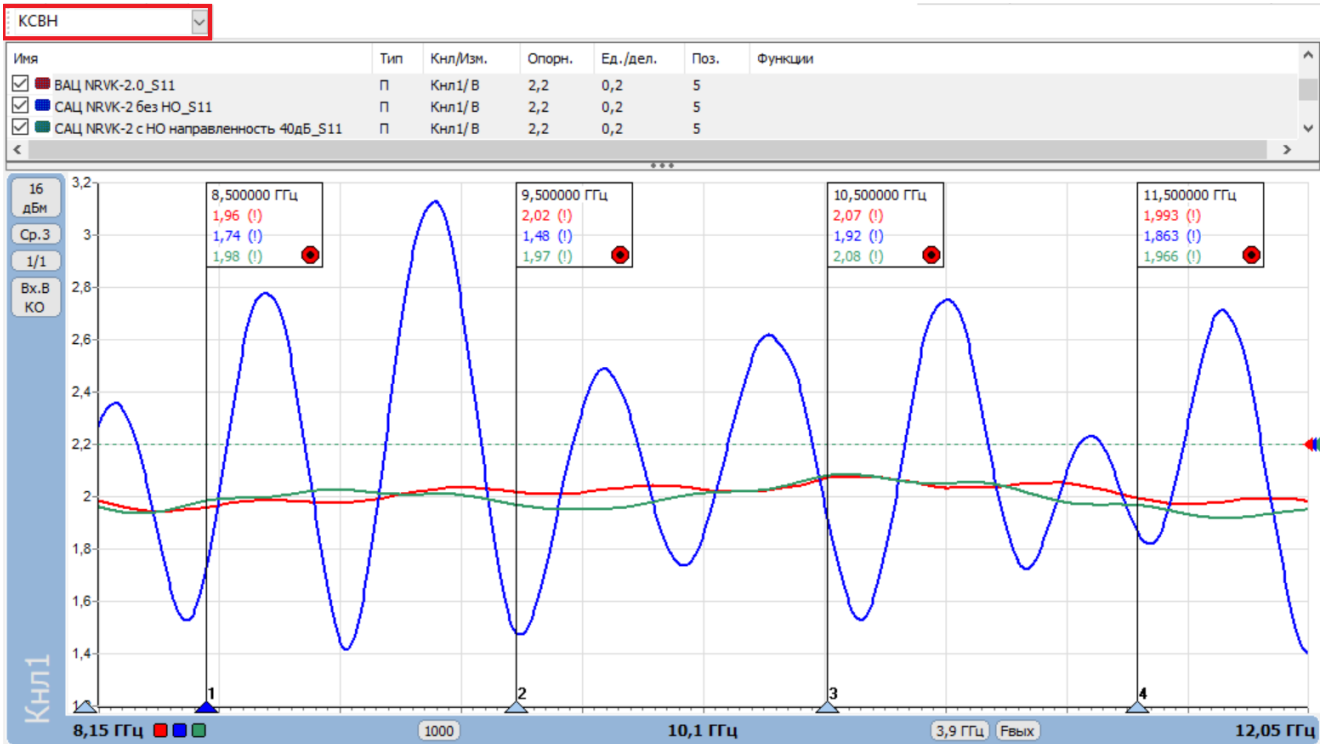 КСВН
Имя Тип Кнл/Изм. Опорн. Ед./дел. Поз. Функции
ВАЦ NRVK-2.0_S11 П Кнл1/В 2,2 0,2 5
САЦ NRVK-2 без НО_S11 П Кнл1/В 2,2 0,2 5
САЦ NRVK-2 с НО направленность 40дБ_S11 П Кнл1/В 2,2 0,2 5
16
дБм
Ср.3
1/1
Вх.В
КО
Кнл1
3,2
3
2,8
2,6
2,4
2,2
2
1,8
1,6
1,4
8,500000 ГГц
1,96 (!)
1,74 (!)
1,98 (!)
9,500000 ГГц
2,02 (!)
1,48 (!)
1,97 (!)
10,500000 ГГц
2,07 (!)
1,92 (!)
2,08 (!)
11,500000 ГГц
1,993 (!)
1,863 (!)
1,966 (!)
1 2 3 4
8,15 ГГц 1000 10,1 ГГц 3,9 ГГц Fвых 12,05 ГГц